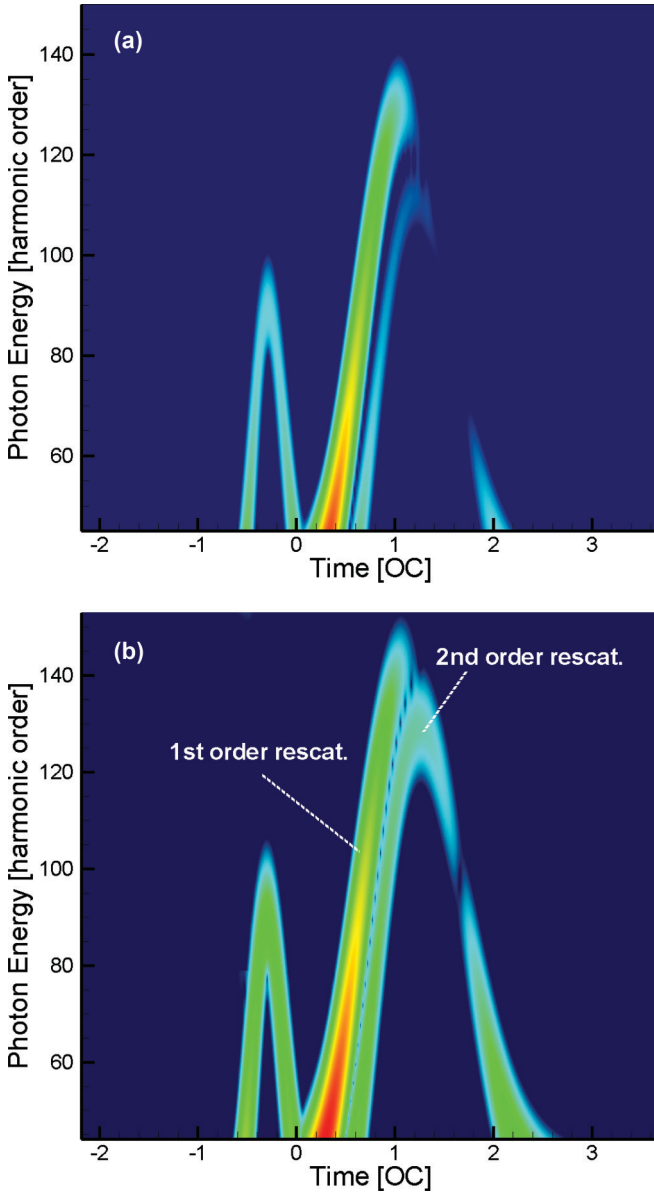 (a)
Photon Energy [harmonic order]
140
120
100
80
60
-2 -1 0 1 2 3
Time [OC]
(b)
2nd order rescat.
1st order rescat.
Photon Energy [harmonic order]
140
120
100
80
60
-2 -1 0 1 2 3
Time [OC]